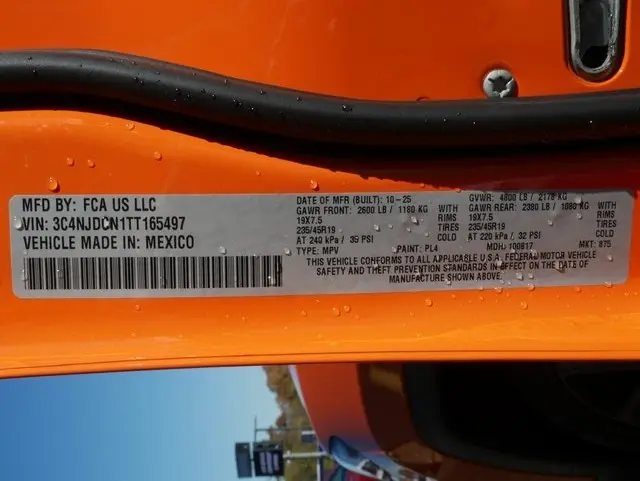 MFD BY: FCA US LLC
VIN: 3C4NJDCN1TT165497
VEHICLE MADE IN: MEXICO
DATE OF MFR (BUILT): 10-25
GAWR FRONT: 2600 LB / 1180 KG WITH
19X7.5 RIMS
235/45R19 TIRES
AT 240 kPa / 35 PSI COLD
TYPE: MPV PAINT: PL4
GVWR: 4800 LB / 2178 KG
GAWR REAR: 2380 LB / 1080 KG WITH
19X7.5 RIMS
235/45R19 TIRES
AT 220 kPa / 32 PSI COLD
MDH: 100817 MKT: 875
THIS VEHICLE CONFORMS TO ALL APPLICABLE U.S.A. FEDERAL MOTOR VEHICLE
SAFETY AND THEFT PREVENTION STANDARDS IN EFFECT ON THE DATE OF
MANUFACTURE SHOWN ABOVE.